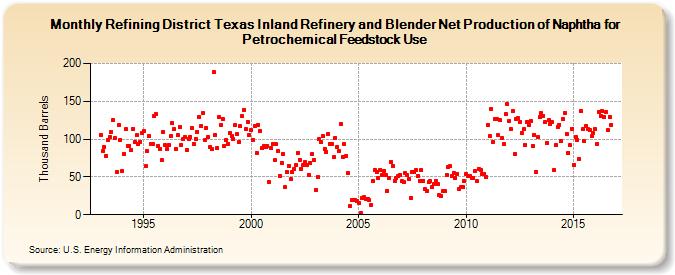 Monthly Refining District Texas Inland Refinery and Blender Net Production of Naphtha for
Petrochemical Feedstock Use
Thousand Barrels
200
150
100
50
0
1995
2000
2005
2010
2015
Source: U.S. Energy Information Administration